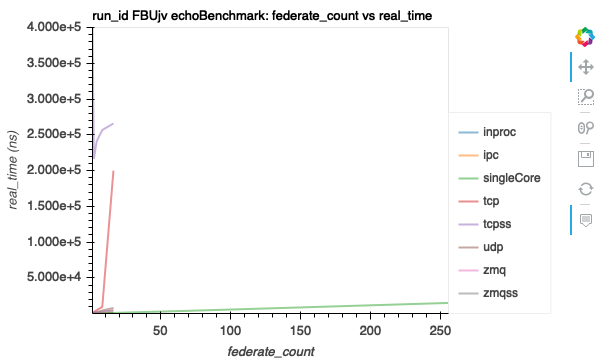 run_id FBUjv echoBenchmark: federate_count vs real_time
4.000e+5
3.500e+5
3.000e+5
2.500e+5
2.000e+5
1.500e+5
1.000e+5
5.000e+4
real_time (ns)
50
100
150
200
250
federate_count
inproc
ipc
singleCore
tcp
tcpss
udp
zmq
zmqss